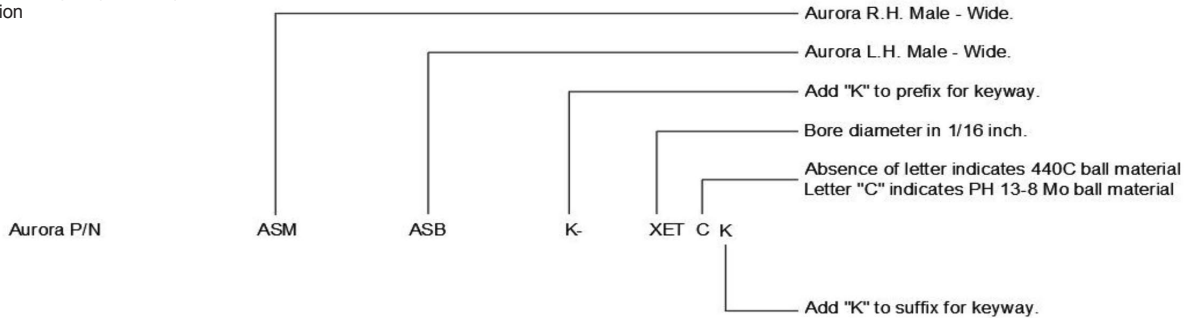 ion
Aurora R.H. Male - Wide.
Aurora L.H. Male - Wide.
Add "K" to prefix for keyway.
Bore diameter in 1/16 inch.
Absence of letter indicates 440C ball material
Letter "C" indicates PH 13-8 Mo ball material
Aurora P/N ASM ASB K- XET C K
Add "K" to suffix for keyway.